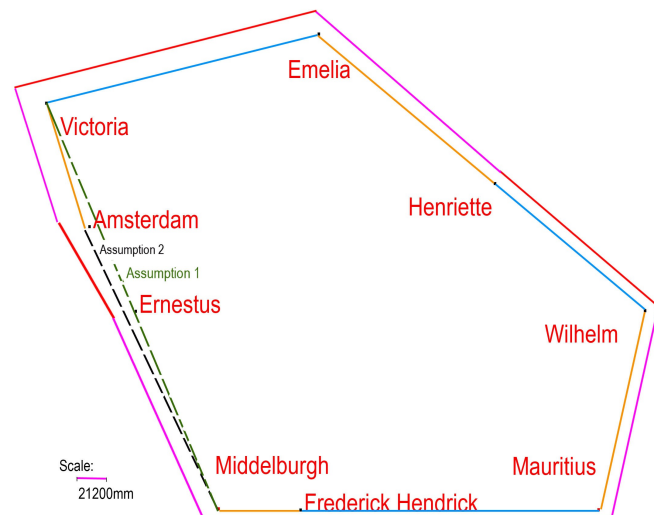 Emelia
Victoria
Henriette
Amsterdam
Assumption 2
Assumption 1
Ernestus
Wilhelm
Middelburgh
Mauritius
Scale:
21200mm
Frederick Hendrick